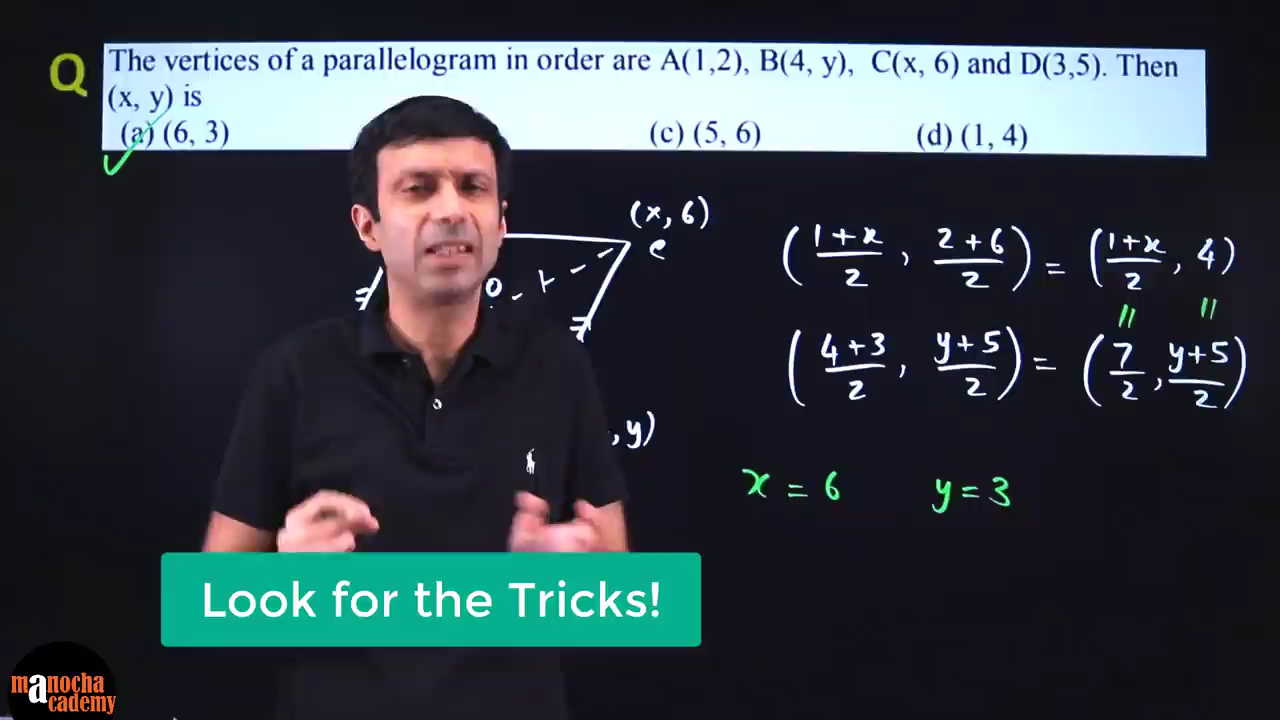 Q
The vertices of a parallelogram in order are A(1,2), B(4, y), C(x, 6) and D(3,5). Then
(x, y) is
(a) (6, 3) (c) (5, 6) (d) (1, 4)
(x, 6)
C
O
(1+x/2, 2+6/2) = (1+x/2, 4)
|| ||
(4+3/2, y+5/2) = (7/2, y+5/2)
, y)
x = 6 y = 3
Look for the Tricks!
manocha
academy